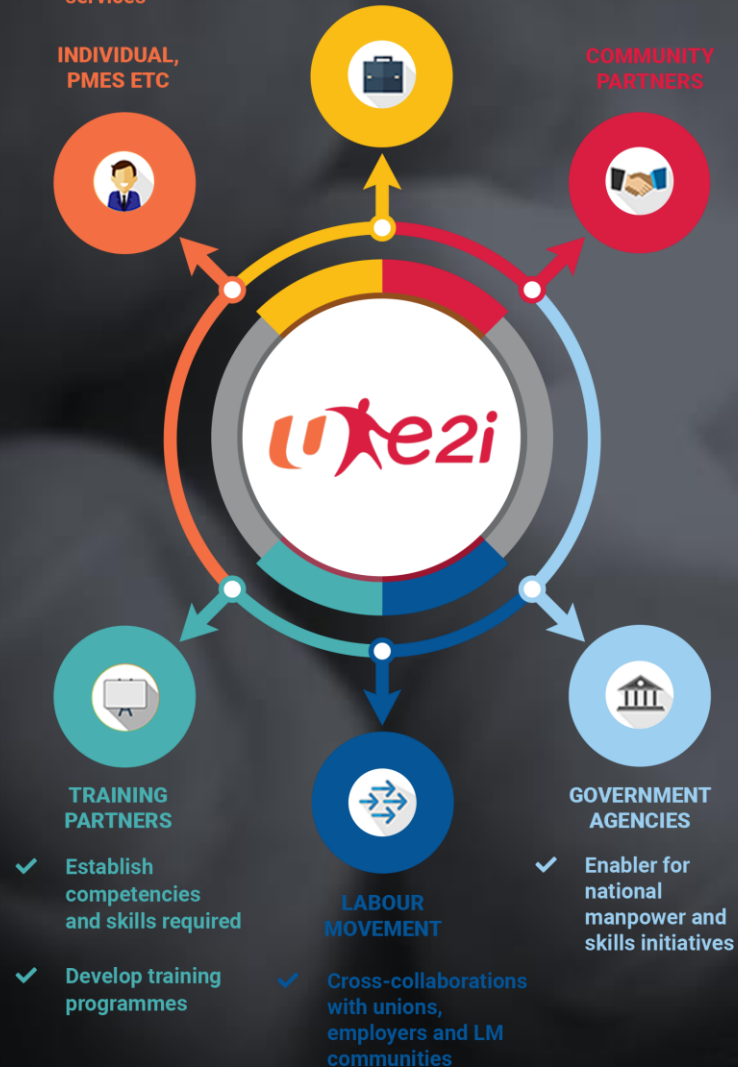 services
INDIVIDUAL,
PMES ETC
COMMUNITY
PARTNERS
U e2i
TRAINING
PARTNERS
Establish
competencies
and skills required
Develop training
programmes
LABOUR
MOVEMENT
Cross-collaborations
with unions,
employers and LM
communities
GOVERNMENT
AGENCIES
Enabler for
national
manpower and
skills initiatives